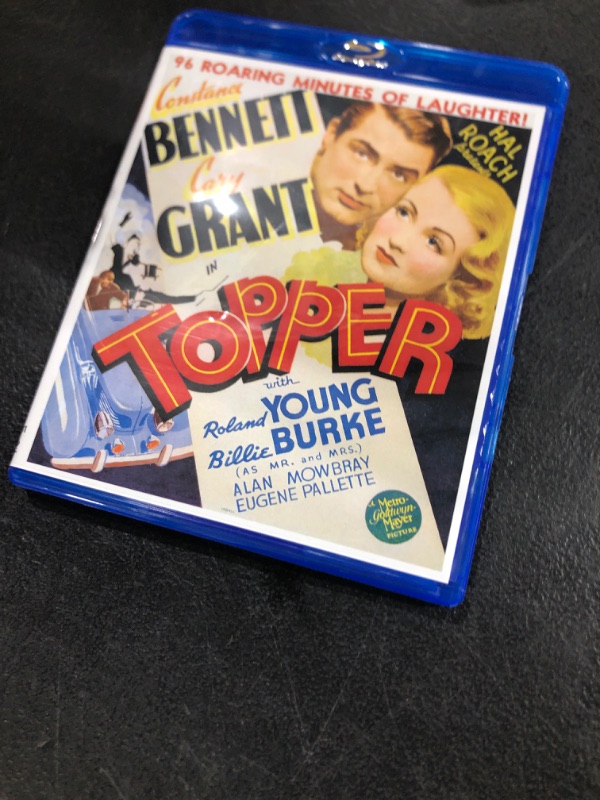 96 ROARING MINUTES OF LAUGHTER!
Constance
BENNETT
Cary
GRANT
HAL
ROACH
Presents
IN
TOPPER
with
Roland YOUNG
Billie BURKE
(AS MR. and MRS.)
ALAN MOWBRAY
EUGENE PALLETTE
A Metro-
Goldwyn-
Mayer
PICTURE